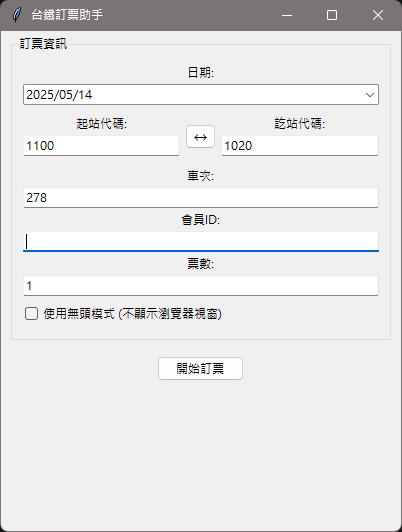 台鐵訂票助手
訂票資訊
日期:
2025/05/14
起站代碼: 訖站代碼:
1100 ↔ 1020
車次:
278
會員ID:
票數:
1
使用無頭模式 (不顯示瀏覽器視窗)
開始訂票